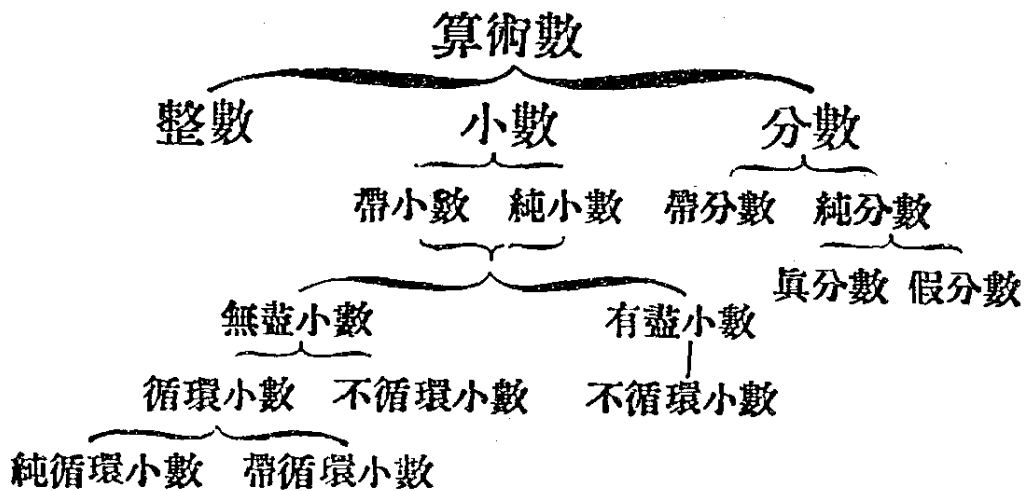 算術數
整數 小數 分數
帶小數 純小數 帶分數 純分數
眞分數 假分數
無盡小數 有盡小數
循環小數 不循環小數 不循環小數
純循環小數 帶循環小數